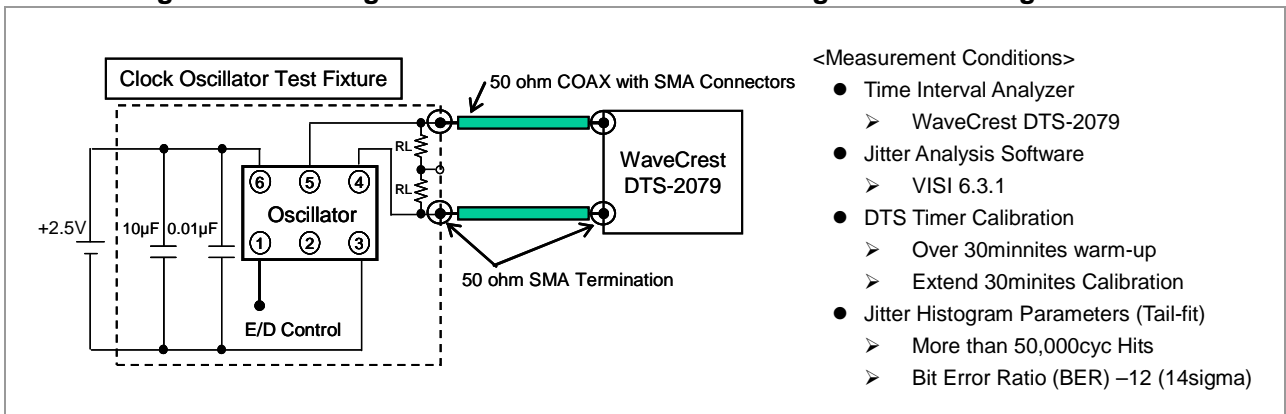 Clock Oscillator Test Fixture
50 ohm COAX with SMA Connectors
RL
RL
WaveCrest
DTS-2079
6 5 4
Oscillator
1 2 3
+2.5V
10µF
0.01µF
50 ohm SMA Termination
E/D Control
<Measurement Conditions>
● Time Interval Analyzer
➢ WaveCrest DTS-2079
● Jitter Analysis Software
➢ VISI 6.3.1
● DTS Timer Calibration
➢ Over 30minnites warm-up
➢ Extend 30minites Calibration
● Jitter Histogram Parameters (Tail-fit)
➢ More than 50,000cyc Hits
➢ Bit Error Ratio (BER) –12 (14sigma)